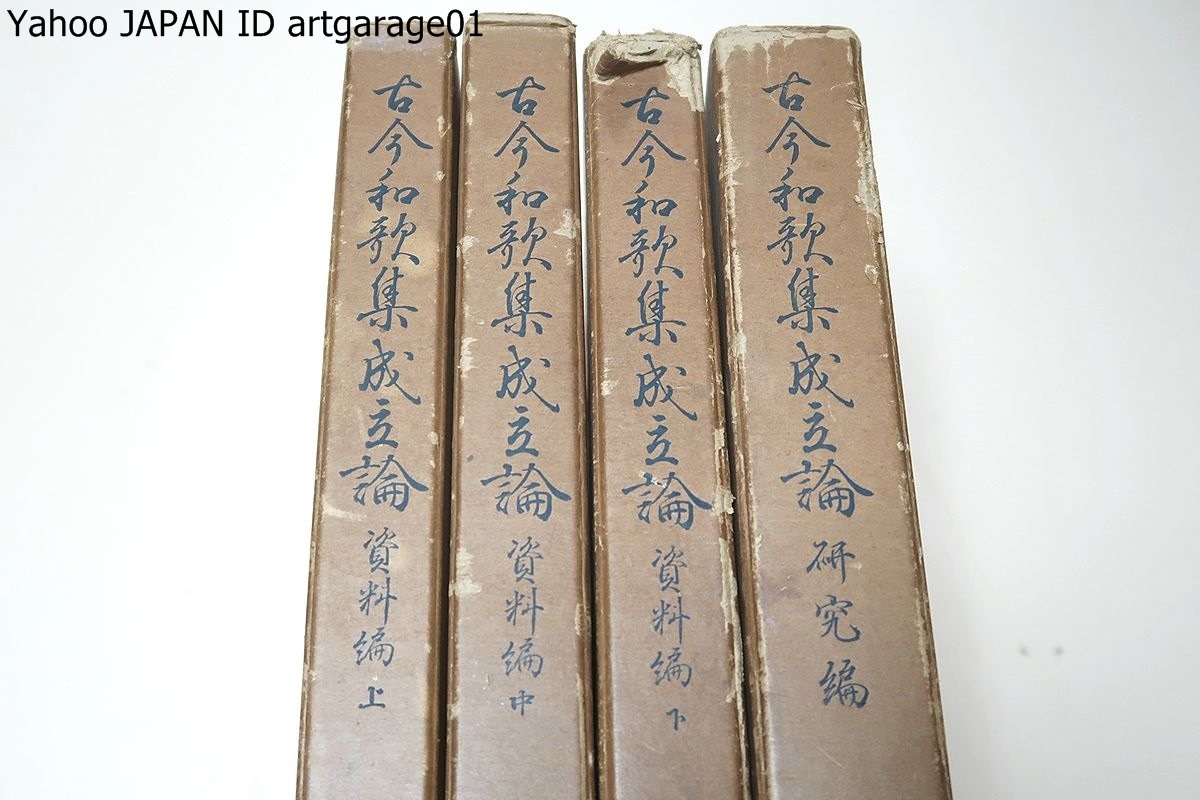 Yahoo JAPAN ID artgarage01
古今和歌集成立論 資料編 上
古今和歌集成立論 資料編 中
古今和歌集成立論 資料編 下
古今和歌集成立論 研究編